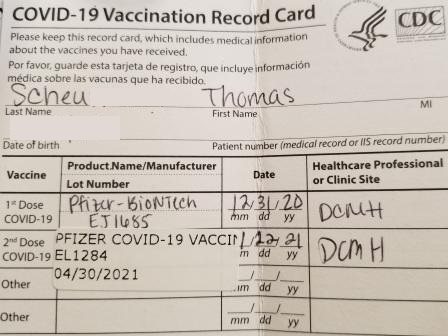 COVID-19 Vaccination Record Card
CDC
Please keep this record card, which includes medical information
about the vaccines you have received.
Por favor, guarde esta tarjeta de registro, que incluye información
médica sobre las vacunas que ha recibido.
Scheu Thomas
Last Name First Name MI
Date of birth Patient number (medical record or IIS record number)
Vaccine Product Name/Manufacturer Date Healthcare Professional
Lot Number or Clinic Site
1st Dose Pfizer-BioNTech 12/31/20 DCMH
COVID-19 EJ1685 mm dd yy
2nd Dose PFIZER COVID-19 VACCIN 1/22/21 DCMH
COVID-19 EL1284 m dd yy
04/30/2021
Other mm dd yy
Other mm dd yy